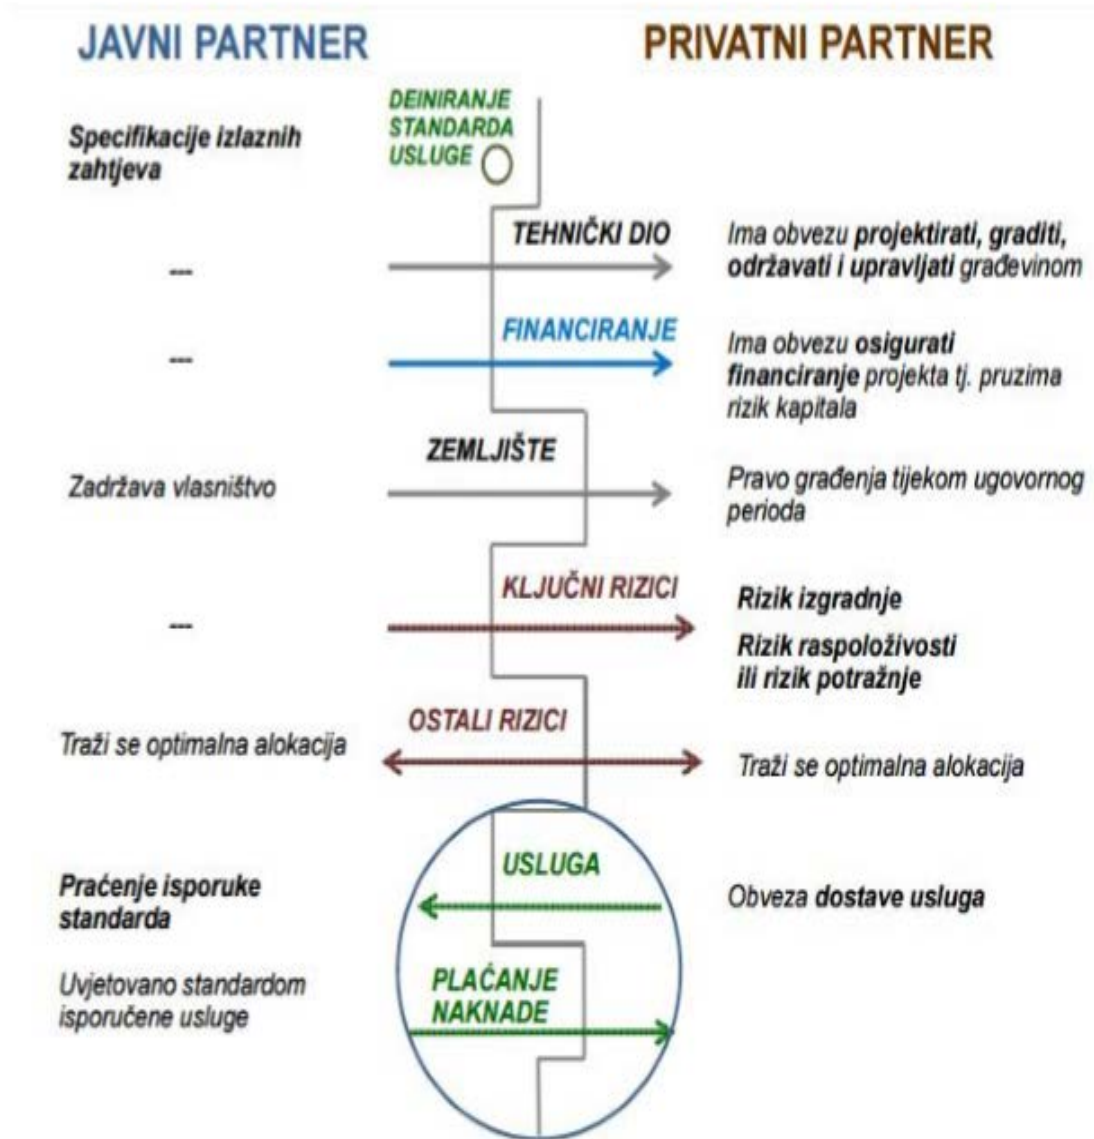 JAVNI PARTNER
PRIVATNI PARTNER
DEINIRANJE
STANDARDA
USLUGE
Specifikacije izlaznih
zahtjeva
TEHNIČKI DIO
---
Ima obvezu projektirati, graditi,
održavati i upravljati građevinom
FINANCIRANJE
---
Ima obvezu osigurati
financiranje projekta tj. pruzima
rizik kapitala
ZEMLJIŠTE
Zadržava vlasništvo
Pravo građenja tijekom ugovornog
perioda
KLJUČNI RIZICI
---
Rizik izgradnje
Rizik raspoloživosti
ili rizik potražnje
OSTALI RIZICI
Traži se optimalna alokacija
Traži se optimalna alokacija
USLUGA
Praćenje isporuke
standarda
Obveza dostave usluga
PLAĆANJE
NAKNADE
Uvjetovano standardom
isporučene usluge